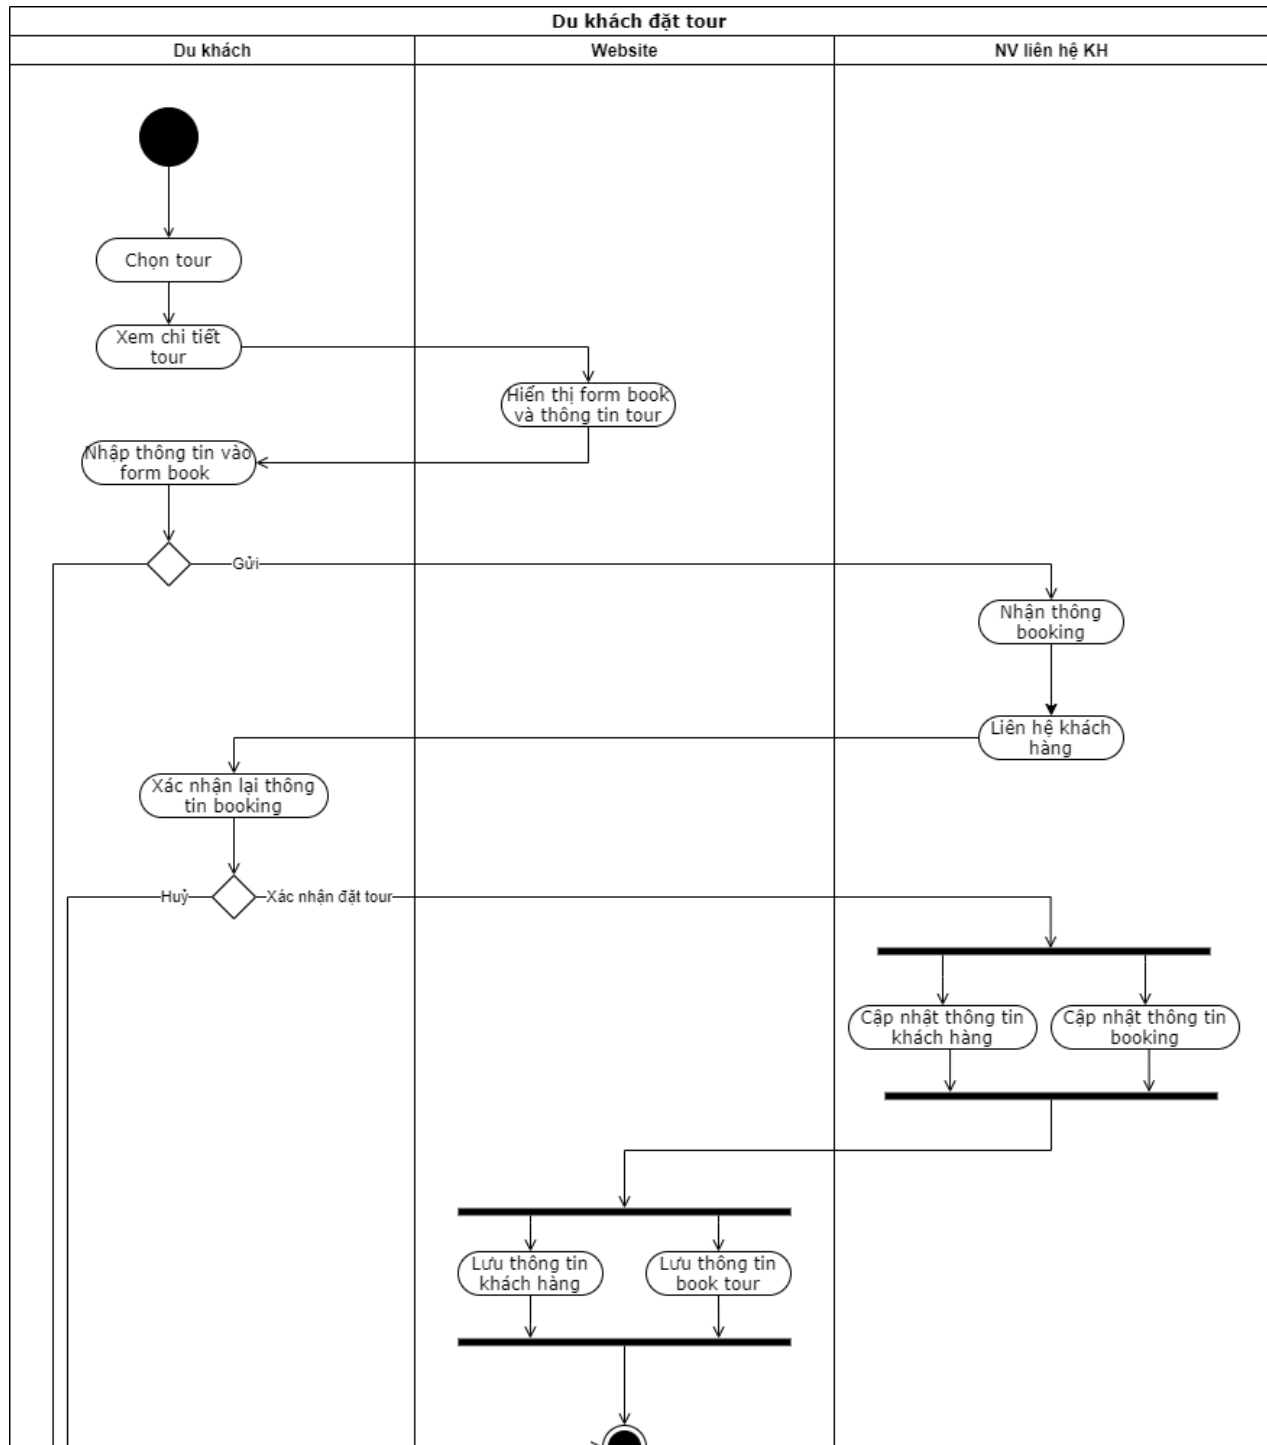 Du khách đặt tour
Du khách
Website
NV liên hệ KH
Chọn tour
Xem chi tiết
tour
Hiển thị form book
và thông tin tour
Nhập thông tin vào
form book
Gửi
Nhận thông
booking
Liên hệ khách
hàng
Xác nhận lại thông
tin booking
Huỷ
Xác nhận đặt tour
Cập nhật thông tin
khách hàng
Cập nhật thông tin
booking
Lưu thông tin
khách hàng
Lưu thông tin
book tour